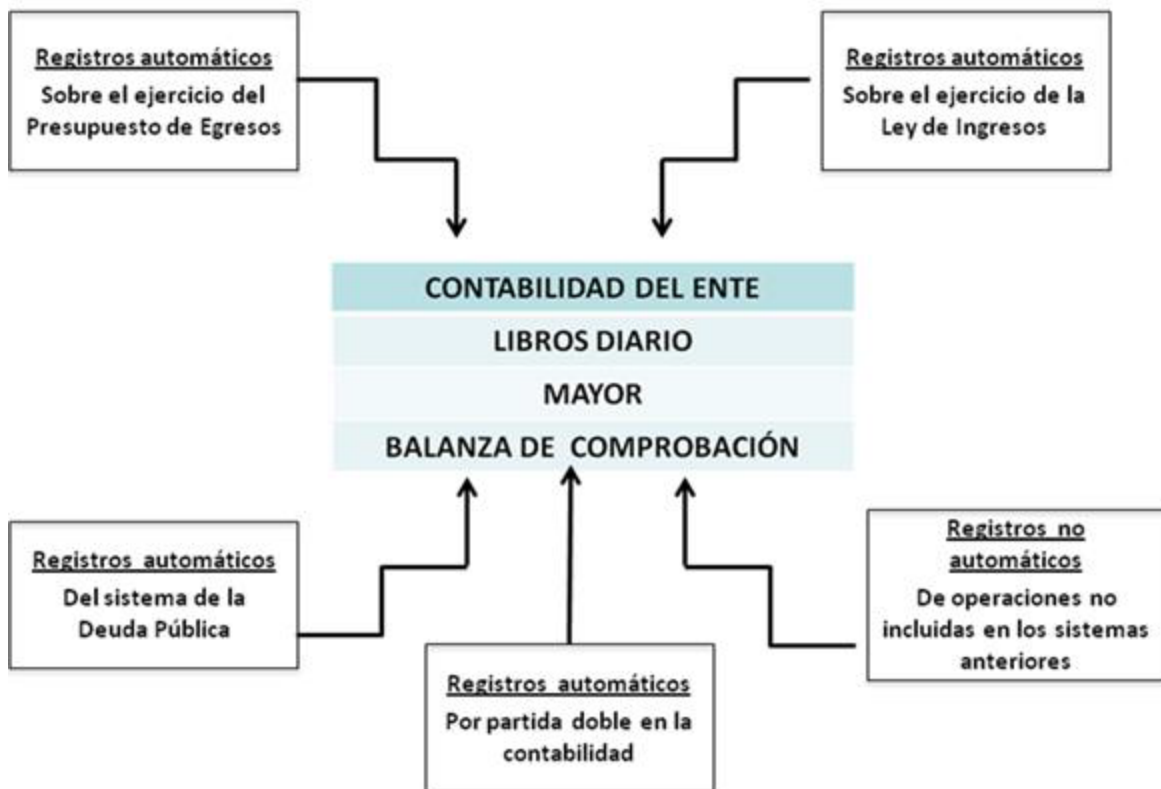 Registros automáticos
Sobre el ejercicio del
Presupuesto de Egresos
Registros automáticos
Sobre el ejercicio de la
Ley de Ingresos
CONTABILIDAD DEL ENTE
LIBROS DIARIO
MAYOR
BALANZA DE COMPROBACIÓN
Registros automáticos
Del sistema de la
Deuda Pública
Registros automáticos
Por partida doble en la
contabilidad
Registros no
automáticos
De operaciones no
incluidas en los sistemas
anteriores